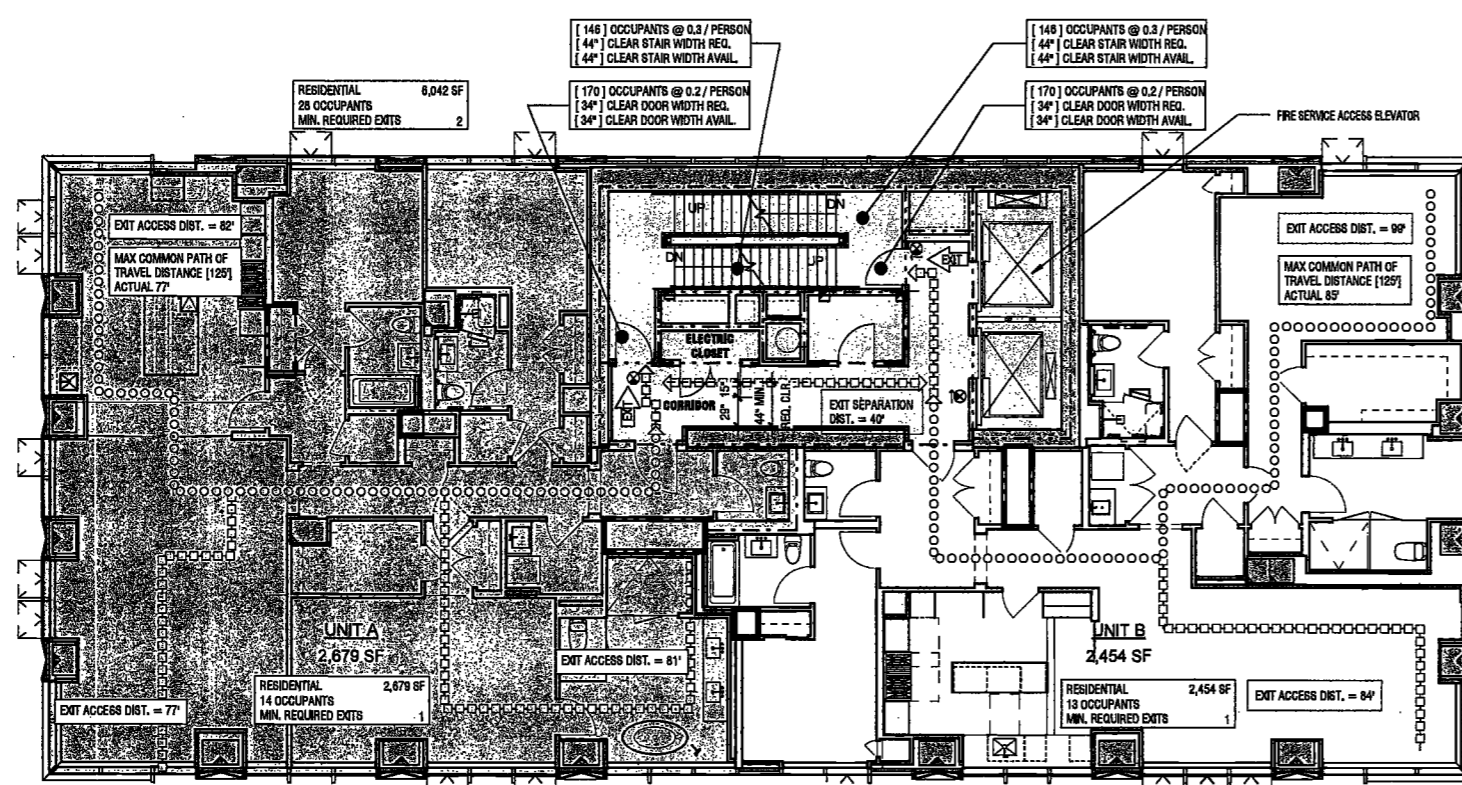 [ 146 ] OCCUPANTS @ 0.3 / PERSON
[ 44" ] CLEAR STAIR WIDTH REQ.
[ 44" ] CLEAR STAIR WIDTH AVAIL.
[ 146 ] OCCUPANTS @ 0.3 / PERSON
[ 44" ] CLEAR STAIR WIDTH REQ.
[ 44" ] CLEAR STAIR WIDTH AVAIL.
RESIDENTIAL 6,042 SF
28 OCCUPANTS
MIN. REQUIRED EXITS 2
[ 170 ] OCCUPANTS @ 0.2 / PERSON
[ 34" ] CLEAR DOOR WIDTH REQ.
[ 34" ] CLEAR DOOR WIDTH AVAIL.
[ 170 ] OCCUPANTS @ 0.2 / PERSON
[ 34" ] CLEAR DOOR WIDTH REQ.
[ 34" ] CLEAR DOOR WIDTH AVAIL.
FIRE SERVICE ACCESS ELEVATOR
EXIT ACCESS DIST. = 82'
MAX COMMON PATH OF
TRAVEL DISTANCE [125']
ACTUAL 77'
UP
DN
DN
UP
EXIT
EXIT ACCESS DIST. = 99'
MAX COMMON PATH OF
TRAVEL DISTANCE [125']
ACTUAL 85'
ELECTRIC
CLOSET
EXIT
CORRIDOR
29"
15"
44" MIN.
REQ. CLR.
EXIT SEPARATION
DIST. = 40'
UNIT A
2,679 SF
UNIT B
2,454 SF
EXIT ACCESS DIST. = 81'
RESIDENTIAL 2,679 SF
14 OCCUPANTS
MIN. REQUIRED EXITS 1
RESIDENTIAL 2,454 SF
13 OCCUPANTS
MIN. REQUIRED EXITS 1
EXIT ACCESS DIST. = 84'
EXIT ACCESS DIST. = 77'